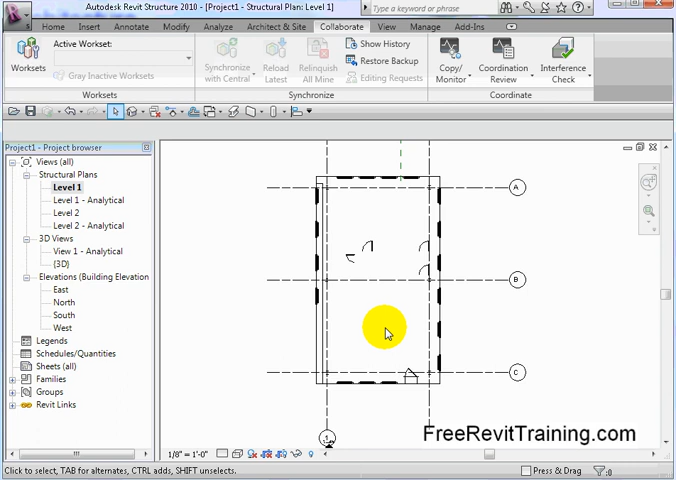 Autodesk Revit Structure 2010 - [Project1 - Structural Plan: Level 1]
Type a keyword or phrase
Home Insert Annotate Modify Analyze Architect & Site Collaborate View Manage Add-Ins
Worksets
Active Workset:
Gray Inactive Worksets
Worksets
Synchronize with Central
Reload Latest
Relinquish All Mine
Show History
Restore Backup
Editing Requests
Synchronize
Copy/ Monitor
Coordination Review
Interference Check
Coordinate
Project1 - Project browser
Views (all)
Structural Plans
Level 1
Level 1 - Analytical
Level 2
Level 2 - Analytical
3D Views
View 1 - Analytical
{3D}
Elevations (Building Elevation
East
North
South
West
Legends
Schedules/Quantities
Sheets (all)
Families
Groups
Revit Links
A
B
C
1
FreeRevitTraining.com
1/8" = 1'-0"
Click to select, TAB for alternates, CTRL adds, SHIFT unselects.
Press & Drag
:0